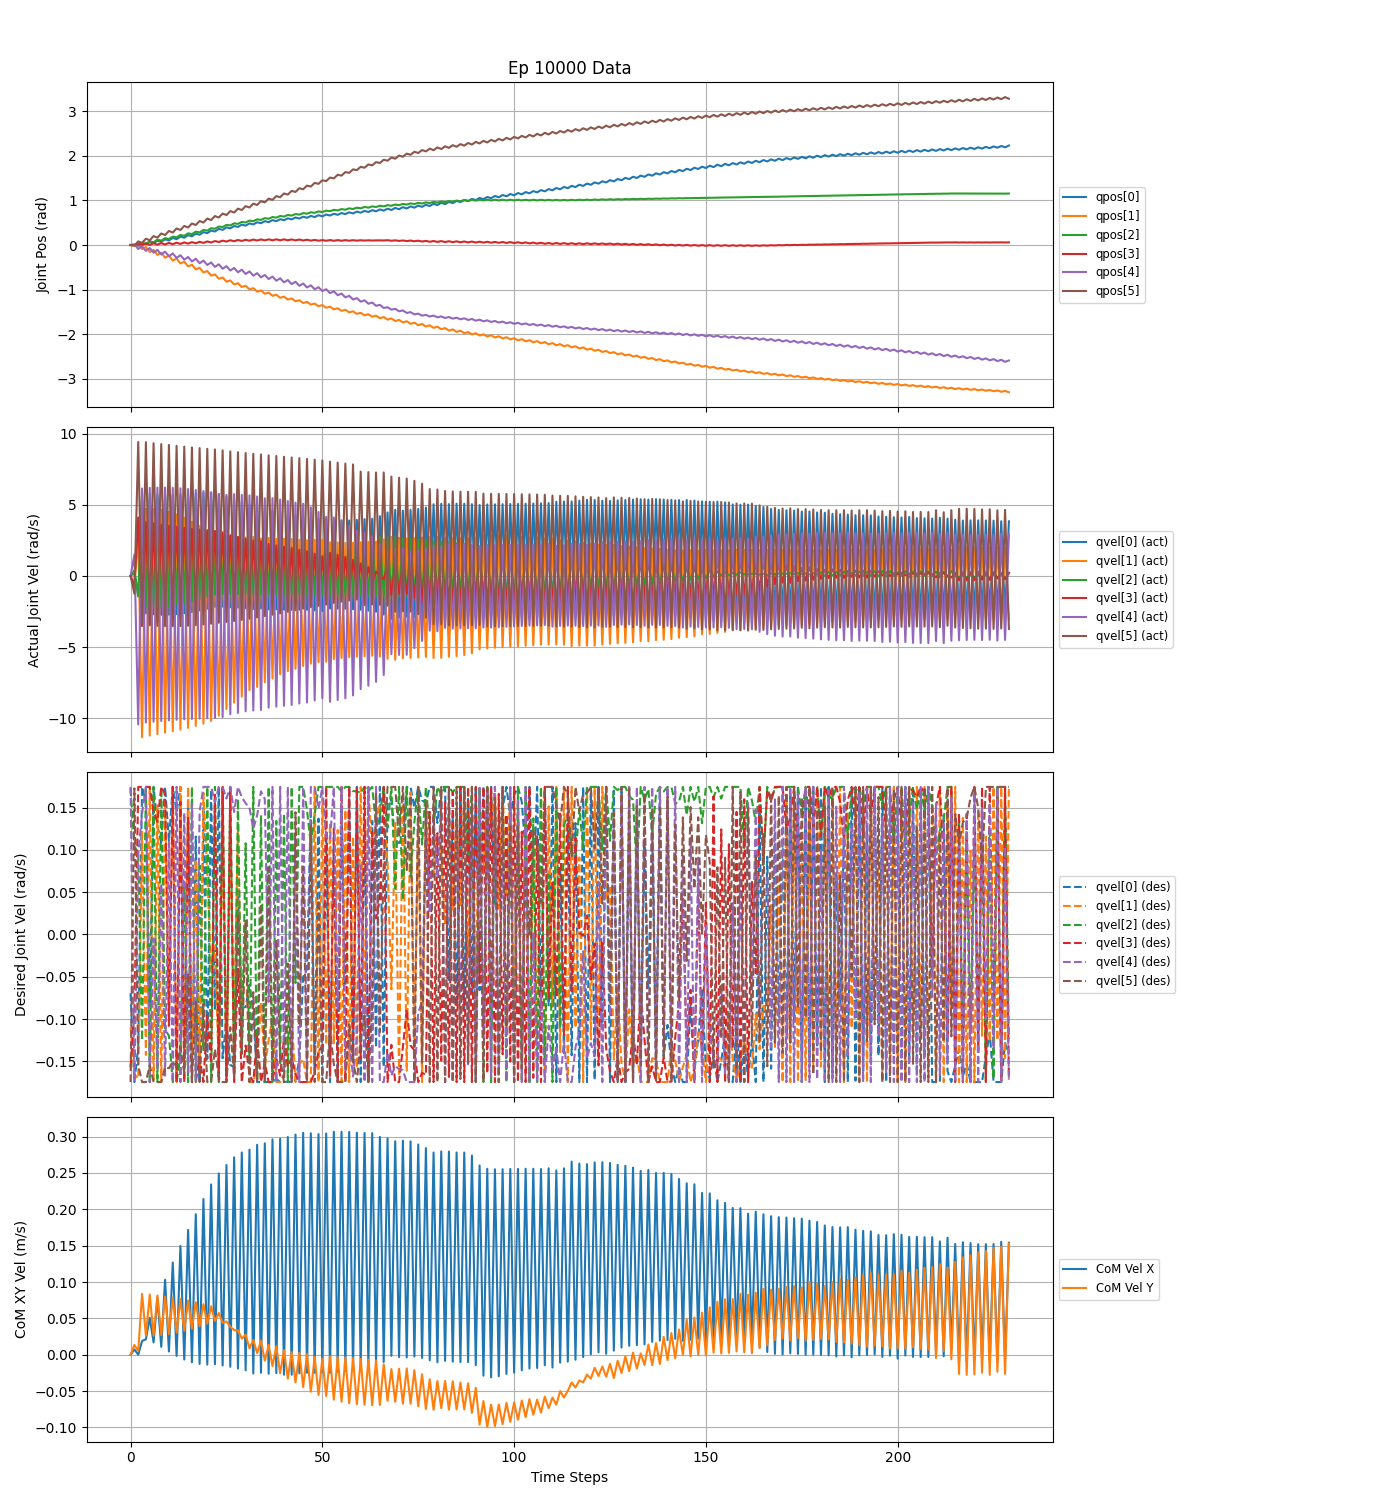 Ep 10000 Data
3
2
1
0
−1
−2
−3
Joint Pos (rad)
qpos[0]
qpos[1]
qpos[2]
qpos[3]
qpos[4]
qpos[5]
10
5
0
−5
−10
Actual Joint Vel (rad/s)
qvel[0] (act)
qvel[1] (act)
qvel[2] (act)
qvel[3] (act)
qvel[4] (act)
qvel[5] (act)
0.15
0.10
0.05
0.00
−0.05
−0.10
−0.15
Desired Joint Vel (rad/s)
qvel[0] (des)
qvel[1] (des)
qvel[2] (des)
qvel[3] (des)
qvel[4] (des)
qvel[5] (des)
0.30
0.25
0.20
0.15
0.10
0.05
0.00
−0.05
−0.10
CoM XY Vel (m/s)
CoM Vel X
CoM Vel Y
0 50 100 150 200
Time Steps